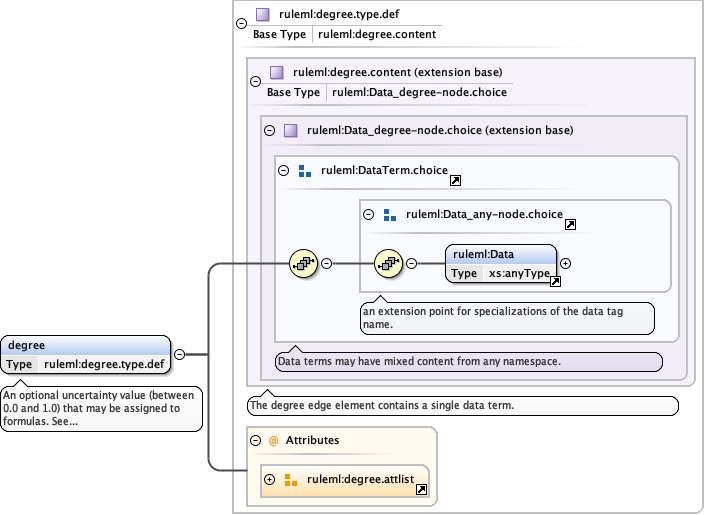 ruleml:degree.type.def
Base Type ruleml:degree.content
ruleml:degree.content (extension base)
Base Type ruleml:Data_degree-node.choice
ruleml:Data_degree-node.choice (extension base)
ruleml:DataTerm.choice
ruleml:Data_any-node.choice
ruleml:Data
Type xs:anyType
an extension point for specializations of the data tag
name.
Data terms may have mixed content from any namespace.
The degree edge element contains a single data term.
degree
Type ruleml:degree.type.def
An optional uncertainty value (between
0.0 and 1.0) that may be assigned to
formulas. See...
@ Attributes
ruleml:degree.attlist